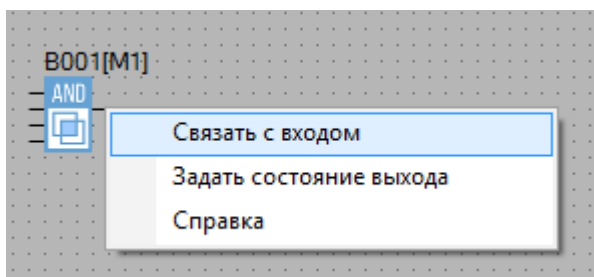 B001[M1]
AND
Связать с входом
Задать состояние выхода
Справка